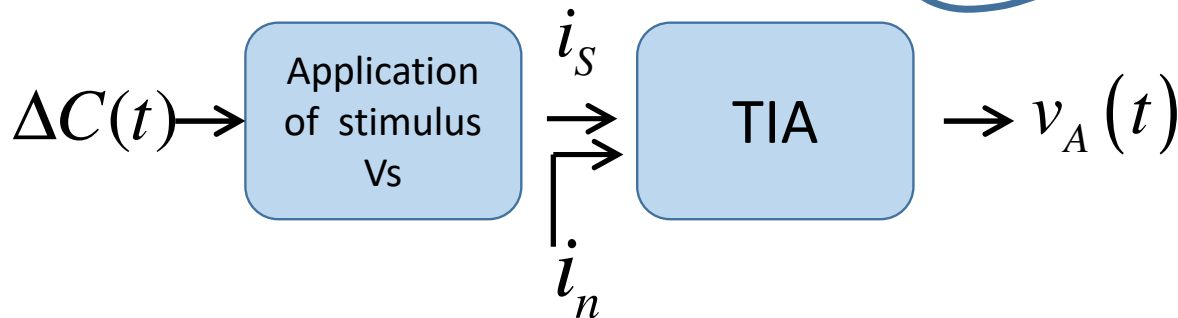 ΔC(t)
Application
of stimulus
Vs
i_S
i_n
TIA
v_A (t)